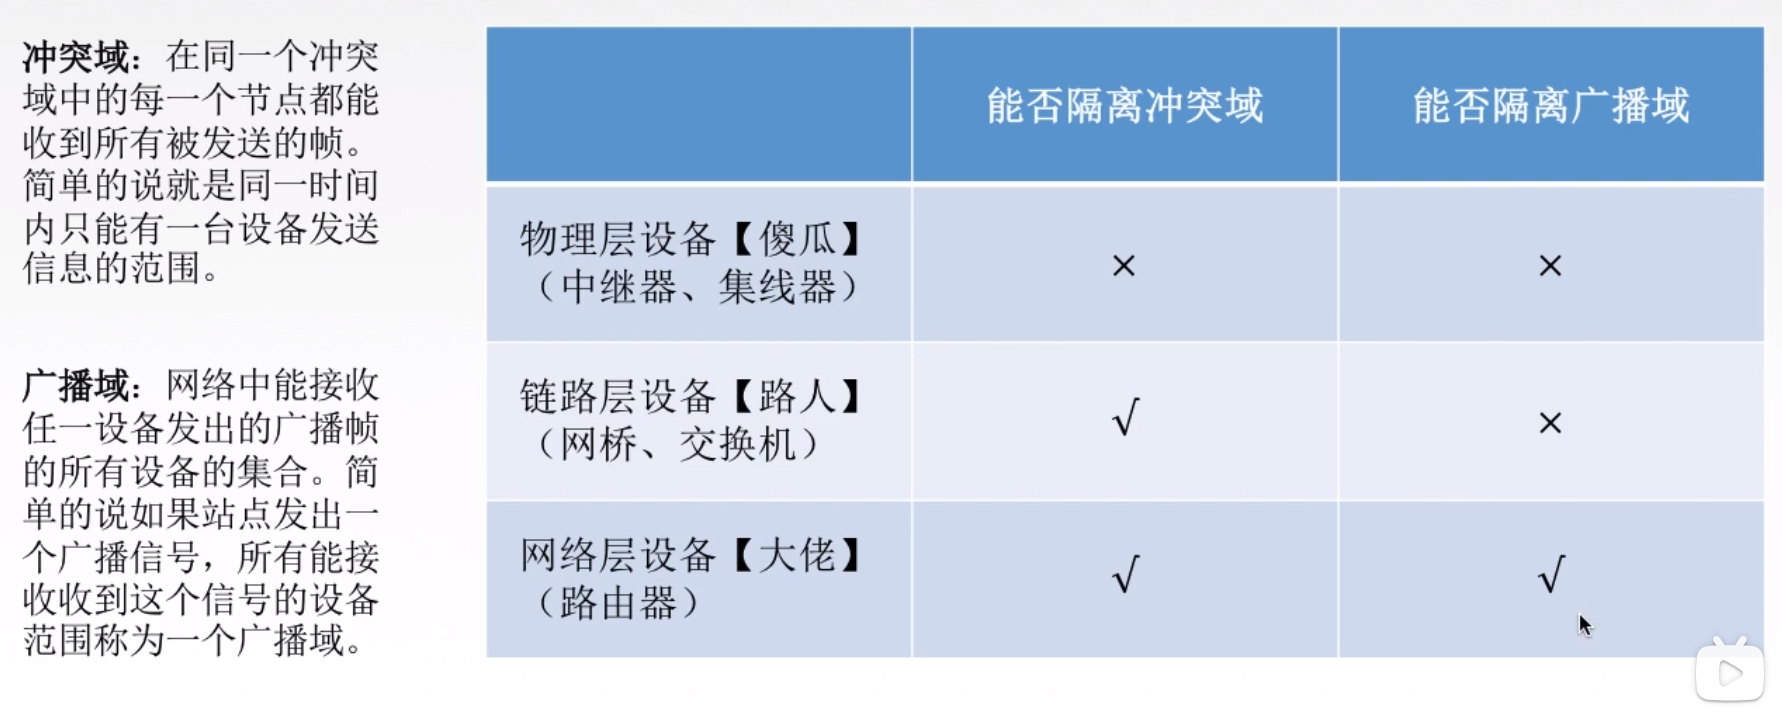 冲突域：在同一个冲突
域中的每一个节点都能
收到所有被发送的帧。
简单的说就是同一时间
内只能有一台设备发送
信息的范围。
广播域：网络中能接收
任一设备发出的广播帧
的所有设备的集合。简
单的说如果站点发出一
个广播信号，所有能接
收收到这个信号的设备
范围称为一个广播域。
能否隔离冲突域
能否隔离广播域
物理层设备【傻瓜】
（中继器、集线器）
×
×
链路层设备【路人】
（网桥、交换机）
√
×
网络层设备【大佬】
（路由器）
√
√